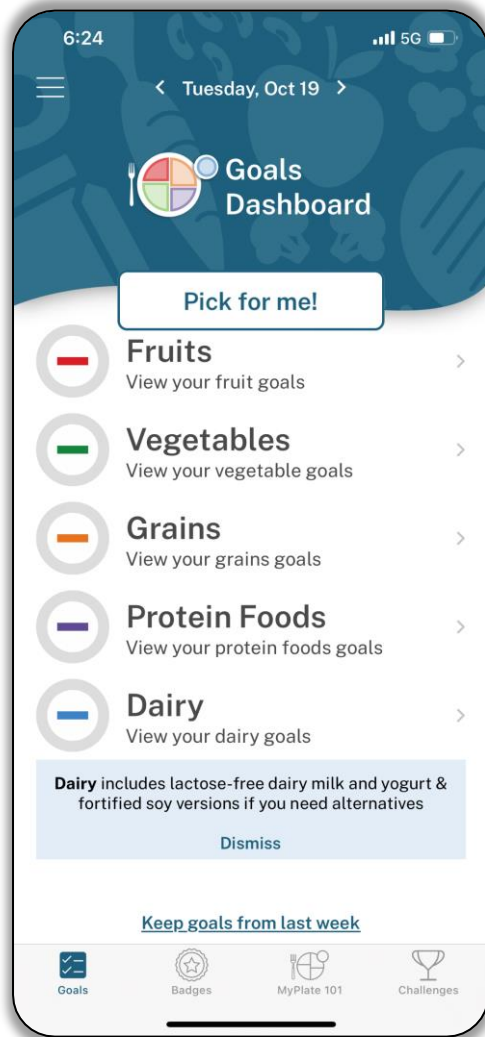 6:24
5G
Tuesday, Oct 19
Goals
Dashboard
Pick for me!
Fruits
View your fruit goals
Vegetables
View your vegetable goals
Grains
View your grains goals
Protein Foods
View your protein foods goals
Dairy
View your dairy goals
Dairy includes lactose-free dairy milk and yogurt &
fortified soy versions if you need alternatives
Dismiss
Keep goals from last week
Goals
Badges
MyPlate 101
Challenges